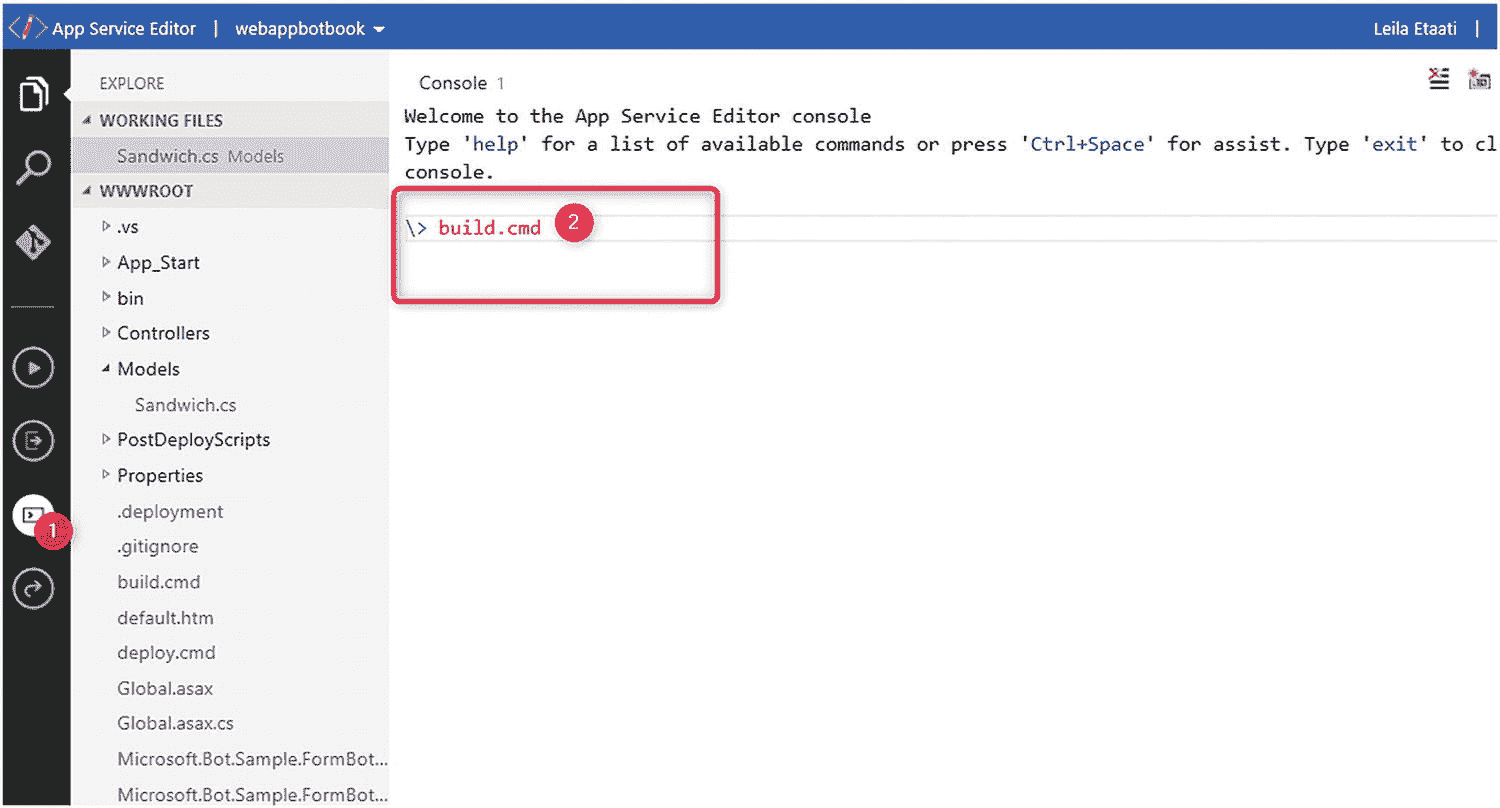 App Service Editor | webappbotbook
Leila Etaati |
EXPLORE
WORKING FILES
Sandwich.cs Models
WWWROOT
.vs
App_Start
bin
Controllers
Models
Sandwich.cs
PostDeployScripts
Properties
.deployment
.gitignore
build.cmd
default.htm
deploy.cmd
Global.asax
Global.asax.cs
Microsoft.Bot.Sample.FormBot...
Microsoft.Bot.Sample.FormBot...
1
Console 1
Welcome to the App Service Editor console
Type 'help' for a list of available commands or press 'Ctrl+Space' for assist. Type 'exit' to cl
console.
\> build.cmd
2